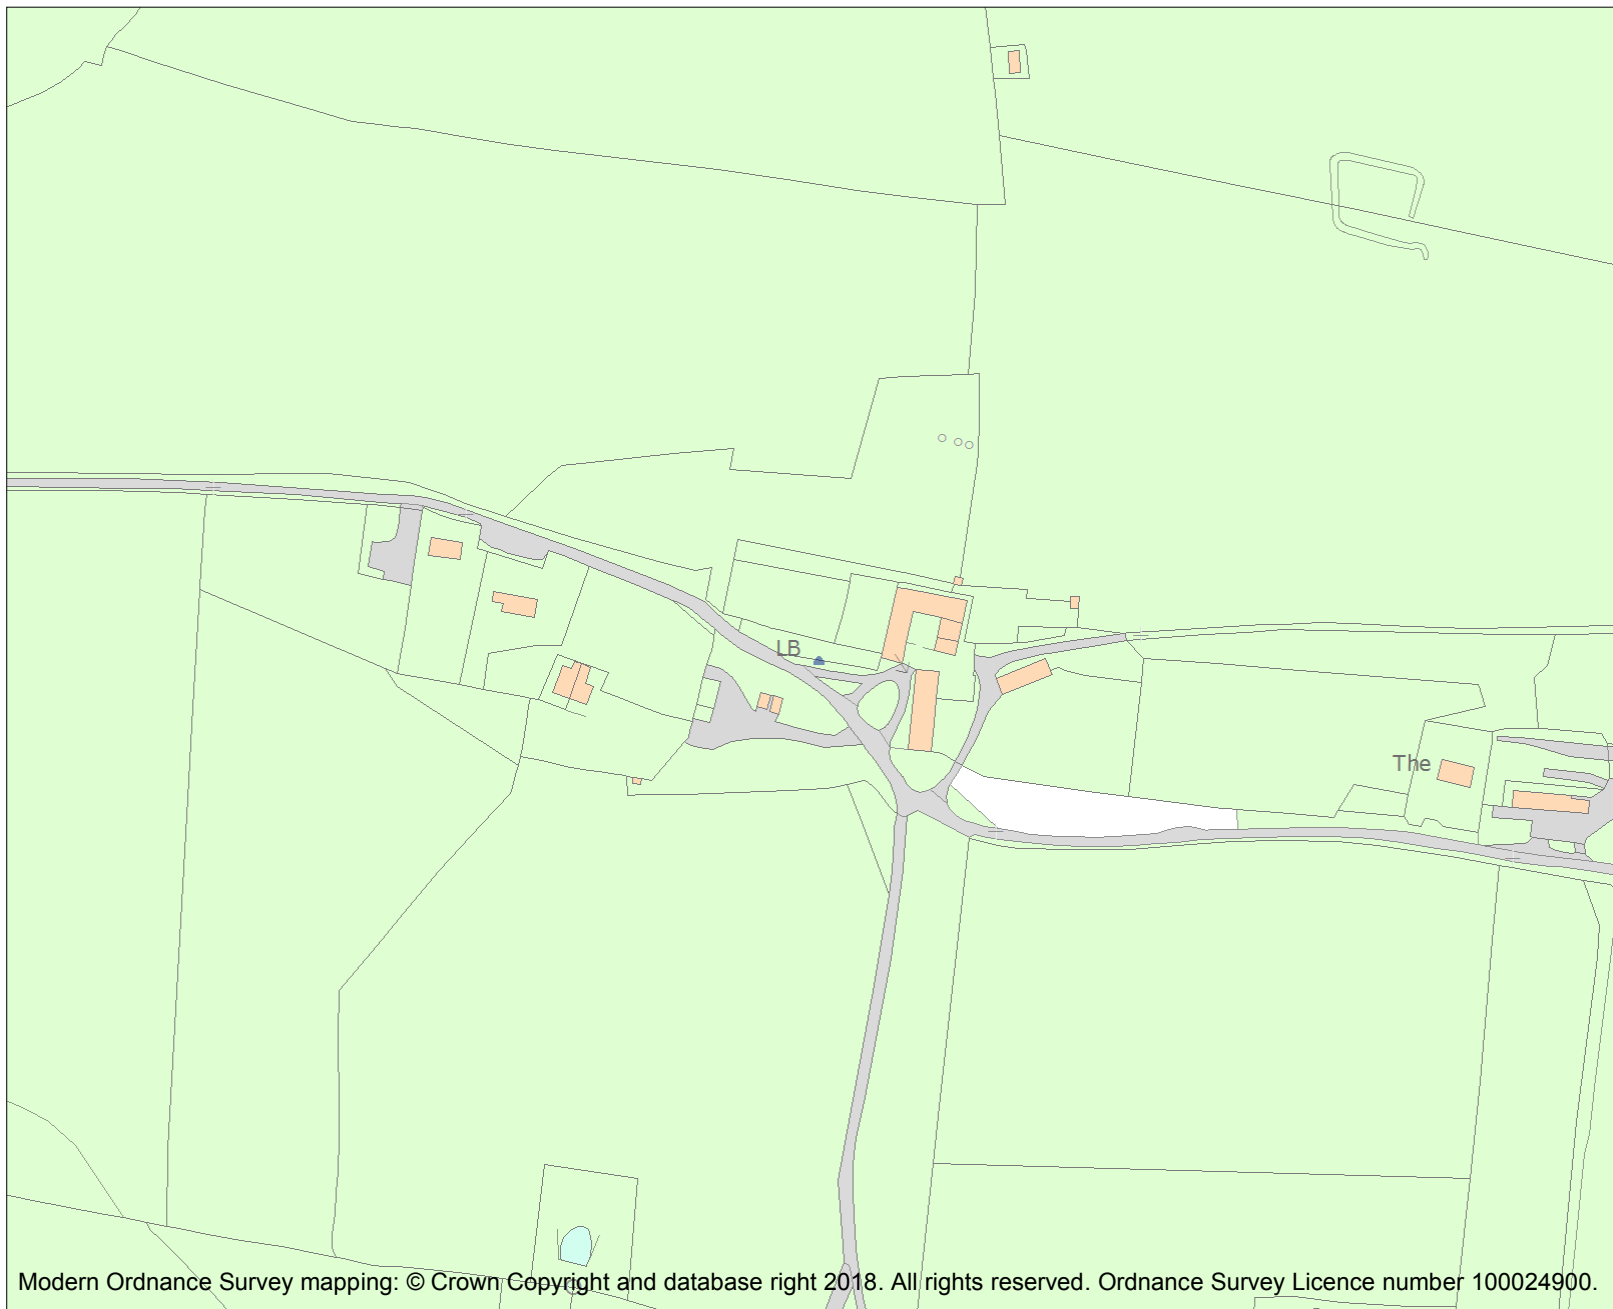 LB
The
Modern Ordnance Survey mapping: © Crown Copyright and database right 2018. All rights reserved. Ordnance Survey Licence number 100024900.